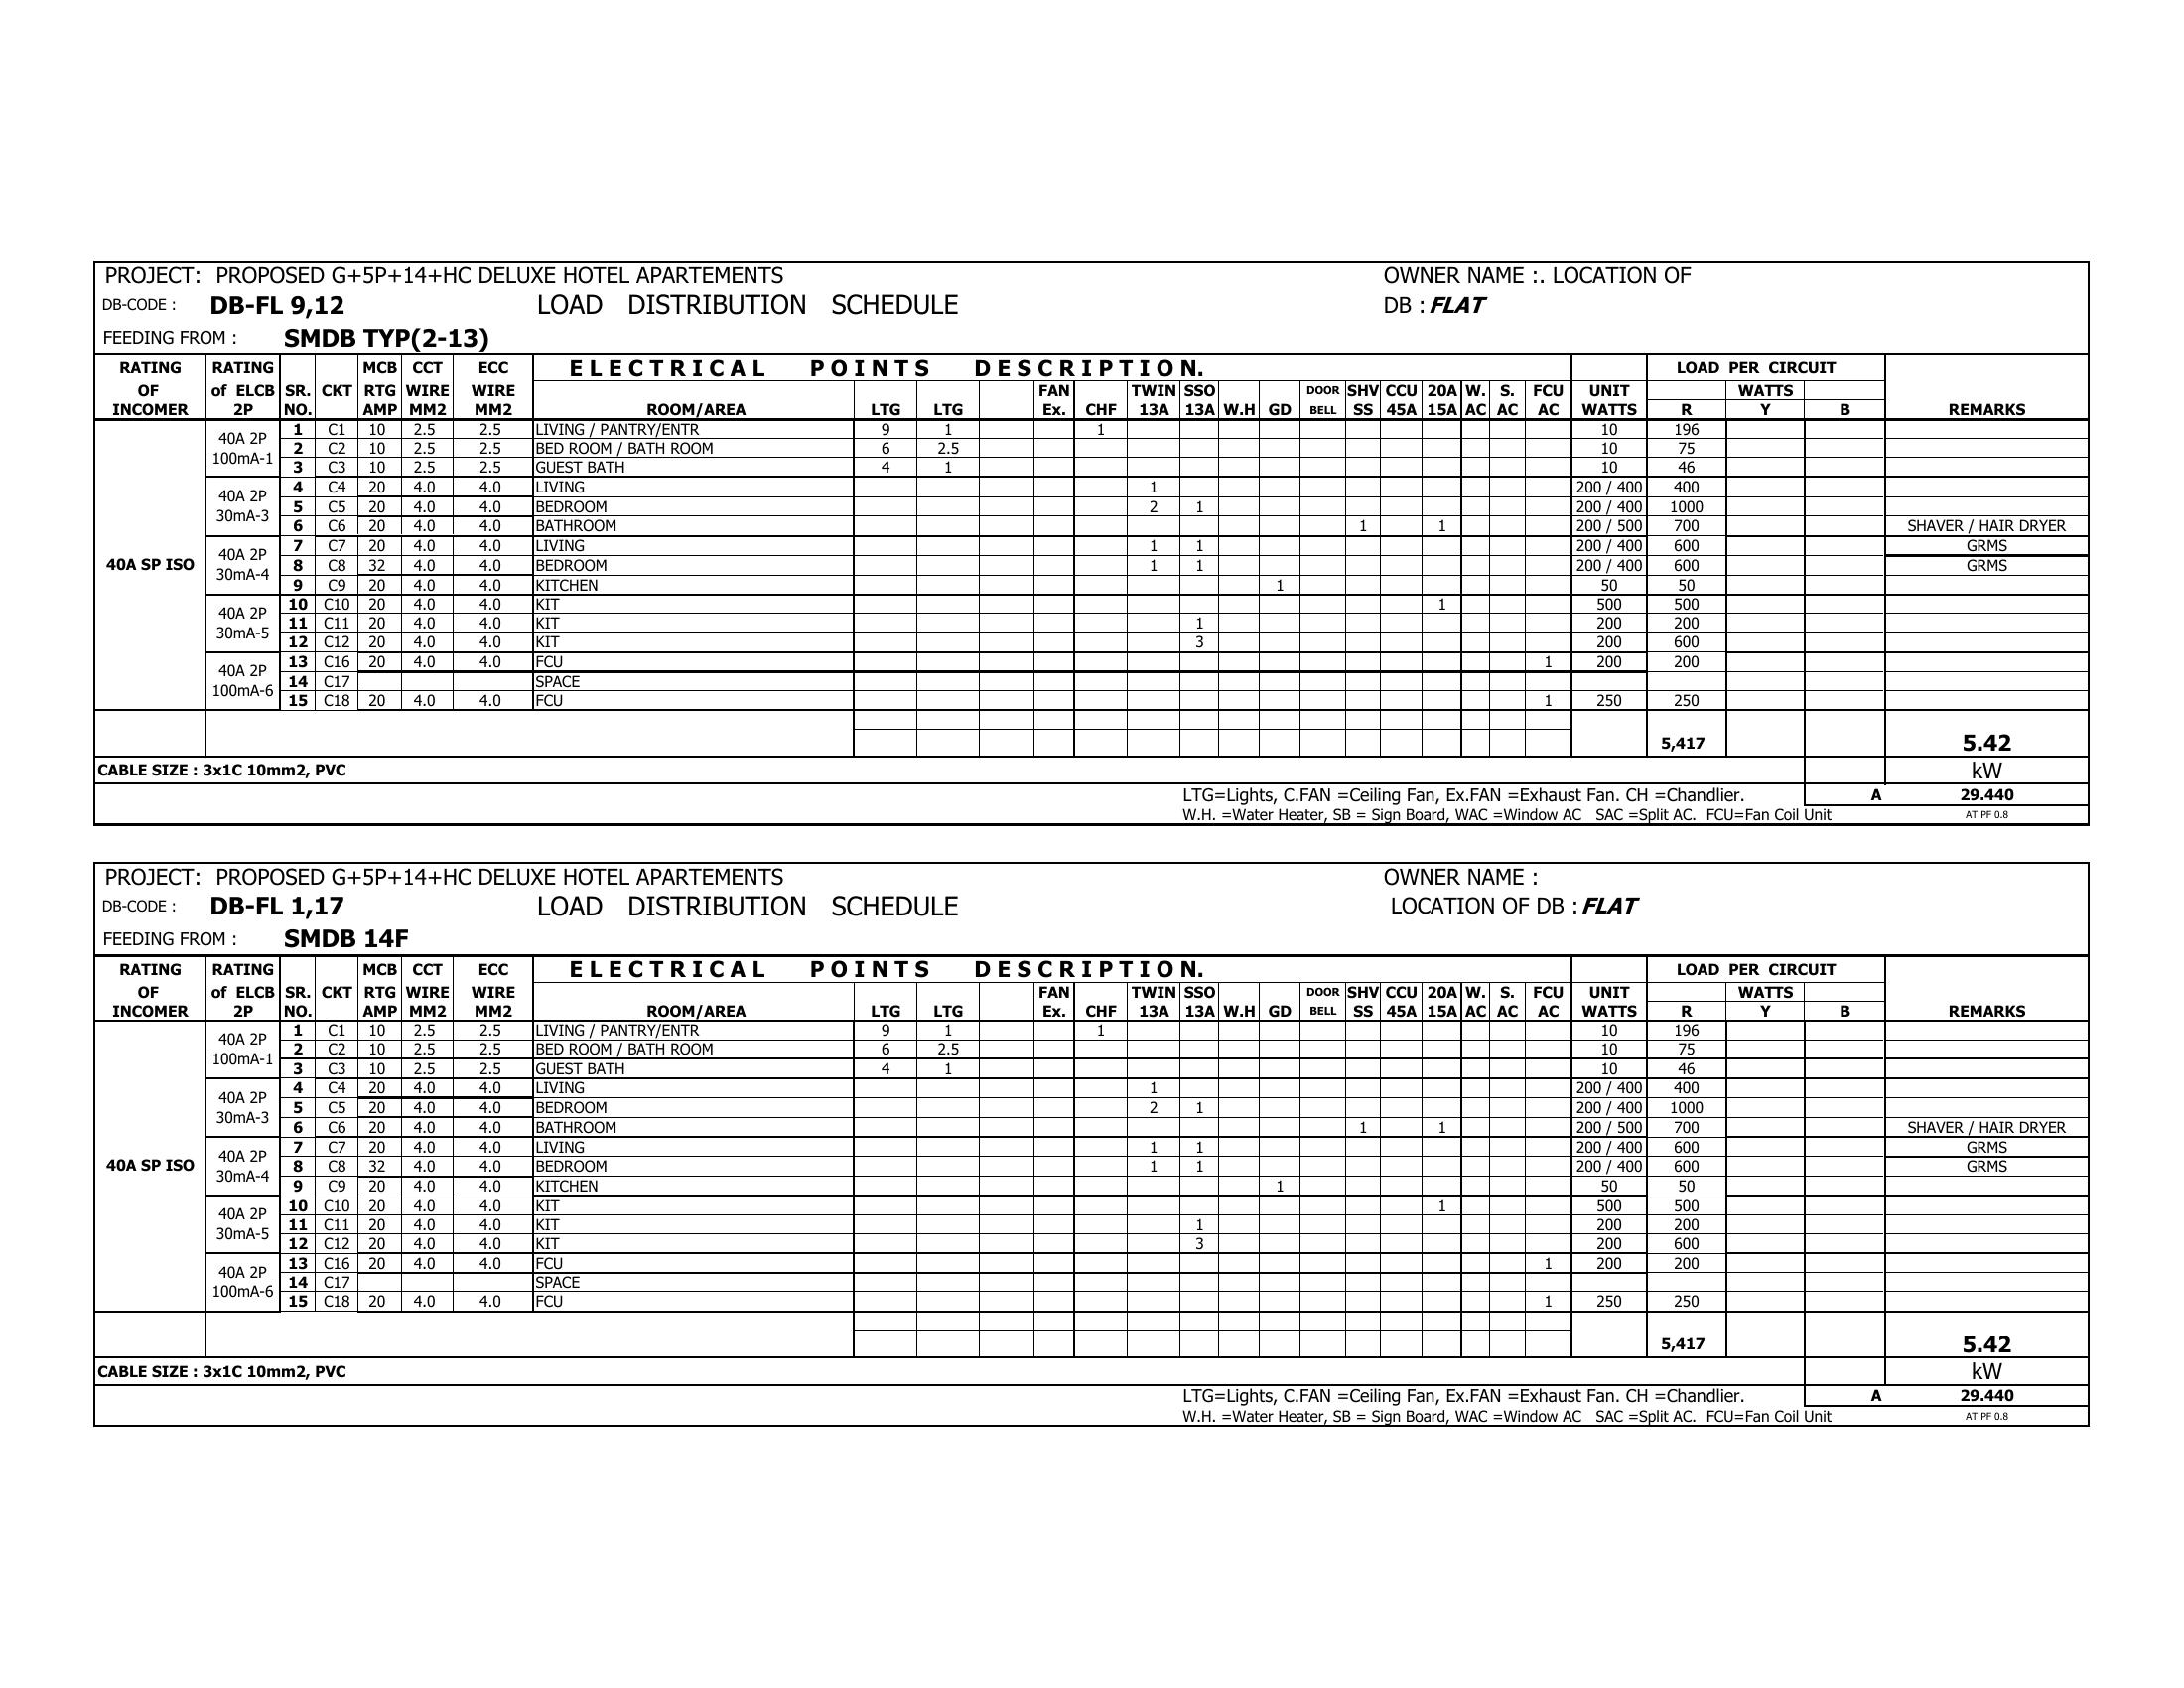 PROJECT: PROPOSED G+5P+14+HC DELUXE HOTEL APARTEMENTS OWNER NAME :. LOCATION OF
DB-CODE : DB-FL 9,12 LOAD DISTRIBUTION SCHEDULE DB : FLAT
FEEDING FROM : SMDB TYP(2-13)
RATING RATING MCB CCT ECC ELECTRICAL POINTS DESCRIPTION. LOAD PER CIRCUIT
OF of ELCB SR. CKT RTG WIRE WIRE FAN TWIN SSO DOOR SHV CCU 20A W. S. FCU UNIT WATTS
INCOMER 2P NO. AMP MM2 MM2 ROOM/AREA LTG LTG Ex. CHF 13A 13A W.H GD BELL SS 45A 15A AC AC AC WATTS R Y B REMARKS
40A SP ISO
40A 2P 100mA-1
1 C1 10 2.5 2.5 LIVING / PANTRY/ENTR 9 1 1 10 196
2 C2 10 2.5 2.5 BED ROOM / BATH ROOM 6 2.5 10 75
3 C3 10 2.5 2.5 GUEST BATH 4 1 10 46
40A 2P 30mA-3
4 C4 20 4.0 4.0 LIVING 1 200 / 400 400
5 C5 20 4.0 4.0 BEDROOM 2 1 200 / 400 1000
6 C6 20 4.0 4.0 BATHROOM 1 1 200 / 500 700 SHAVER / HAIR DRYER
40A 2P 30mA-4
7 C7 20 4.0 4.0 LIVING 1 1 200 / 400 600 GRMS
8 C8 32 4.0 4.0 BEDROOM 1 1 200 / 400 600 GRMS
9 C9 20 4.0 4.0 KITCHEN 1 50 50
40A 2P 30mA-5
10 C10 20 4.0 4.0 KIT 1 500 500
11 C11 20 4.0 4.0 KIT 1 200 200
12 C12 20 4.0 4.0 KIT 3 200 600
40A 2P 100mA-6
13 C16 20 4.0 4.0 FCU 1 200 200
14 C17 SPACE
15 C18 20 4.0 4.0 FCU 1 250 250
5,417 5.42
CABLE SIZE : 3x1C 10mm2, PVC kW
LTG=Lights, C.FAN =Ceiling Fan, Ex.FAN =Exhaust Fan. CH =Chandlier. A 29.440
W.H. =Water Heater, SB = Sign Board, WAC =Window AC SAC =Split AC. FCU=Fan Coil Unit AT PF 0.8
PROJECT: PROPOSED G+5P+14+HC DELUXE HOTEL APARTEMENTS OWNER NAME :
DB-CODE : DB-FL 1,17 LOAD DISTRIBUTION SCHEDULE LOCATION OF DB : FLAT
FEEDING FROM : SMDB 14F
RATING RATING MCB CCT ECC ELECTRICAL POINTS DESCRIPTION. LOAD PER CIRCUIT
OF of ELCB SR. CKT RTG WIRE WIRE FAN TWIN SSO DOOR SHV CCU 20A W. S. FCU UNIT WATTS
INCOMER 2P NO. AMP MM2 MM2 ROOM/AREA LTG LTG Ex. CHF 13A 13A W.H GD BELL SS 45A 15A AC AC AC WATTS R Y B REMARKS
40A SP ISO
40A 2P 100mA-1
1 C1 10 2.5 2.5 LIVING / PANTRY/ENTR 9 1 1 10 196
2 C2 10 2.5 2.5 BED ROOM / BATH ROOM 6 2.5 10 75
3 C3 10 2.5 2.5 GUEST BATH 4 1 10 46
40A 2P 30mA-3
4 C4 20 4.0 4.0 LIVING 1 200 / 400 400
5 C5 20 4.0 4.0 BEDROOM 2 1 200 / 400 1000
6 C6 20 4.0 4.0 BATHROOM 1 1 200 / 500 700 SHAVER / HAIR DRYER
40A 2P 30mA-4
7 C7 20 4.0 4.0 LIVING 1 1 200 / 400 600 GRMS
8 C8 32 4.0 4.0 BEDROOM 1 1 200 / 400 600 GRMS
9 C9 20 4.0 4.0 KITCHEN 1 50 50
40A 2P 30mA-5
10 C10 20 4.0 4.0 KIT 1 500 500
11 C11 20 4.0 4.0 KIT 1 200 200
12 C12 20 4.0 4.0 KIT 3 200 600
40A 2P 100mA-6
13 C16 20 4.0 4.0 FCU 1 200 200
14 C17 SPACE
15 C18 20 4.0 4.0 FCU 1 250 250
5,417 5.42
CABLE SIZE : 3x1C 10mm2, PVC kW
LTG=Lights, C.FAN =Ceiling Fan, Ex.FAN =Exhaust Fan. CH =Chandlier. A 29.440
W.H. =Water Heater, SB = Sign Board, WAC =Window AC SAC =Split AC. FCU=Fan Coil Unit AT PF 0.8